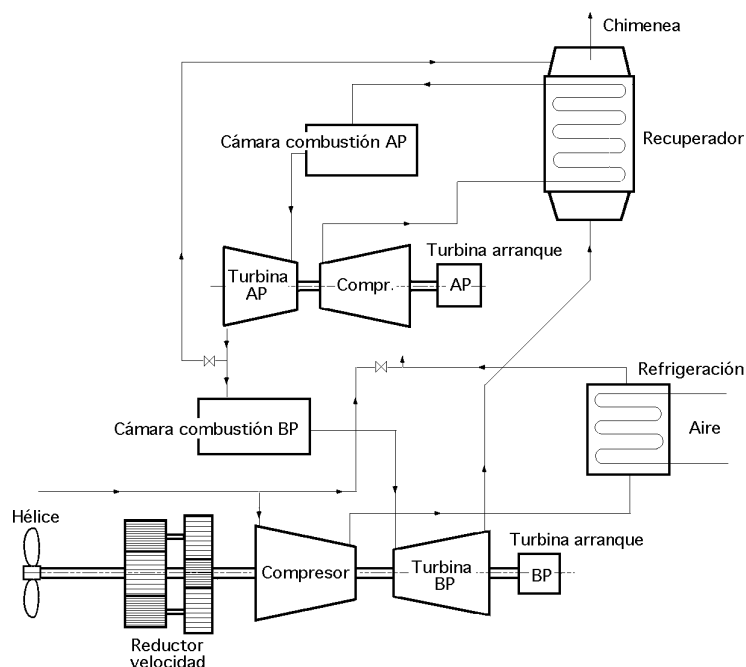 Chimenea
Cámara combustión AP
Recuperador
Turbina arranque
Turbina
AP
Compr.
AP
Refrigeración
Cámara combustión BP
Aire
Hélice
Turbina arranque
Compresor
Turbina
BP
BP
Reductor
velocidad